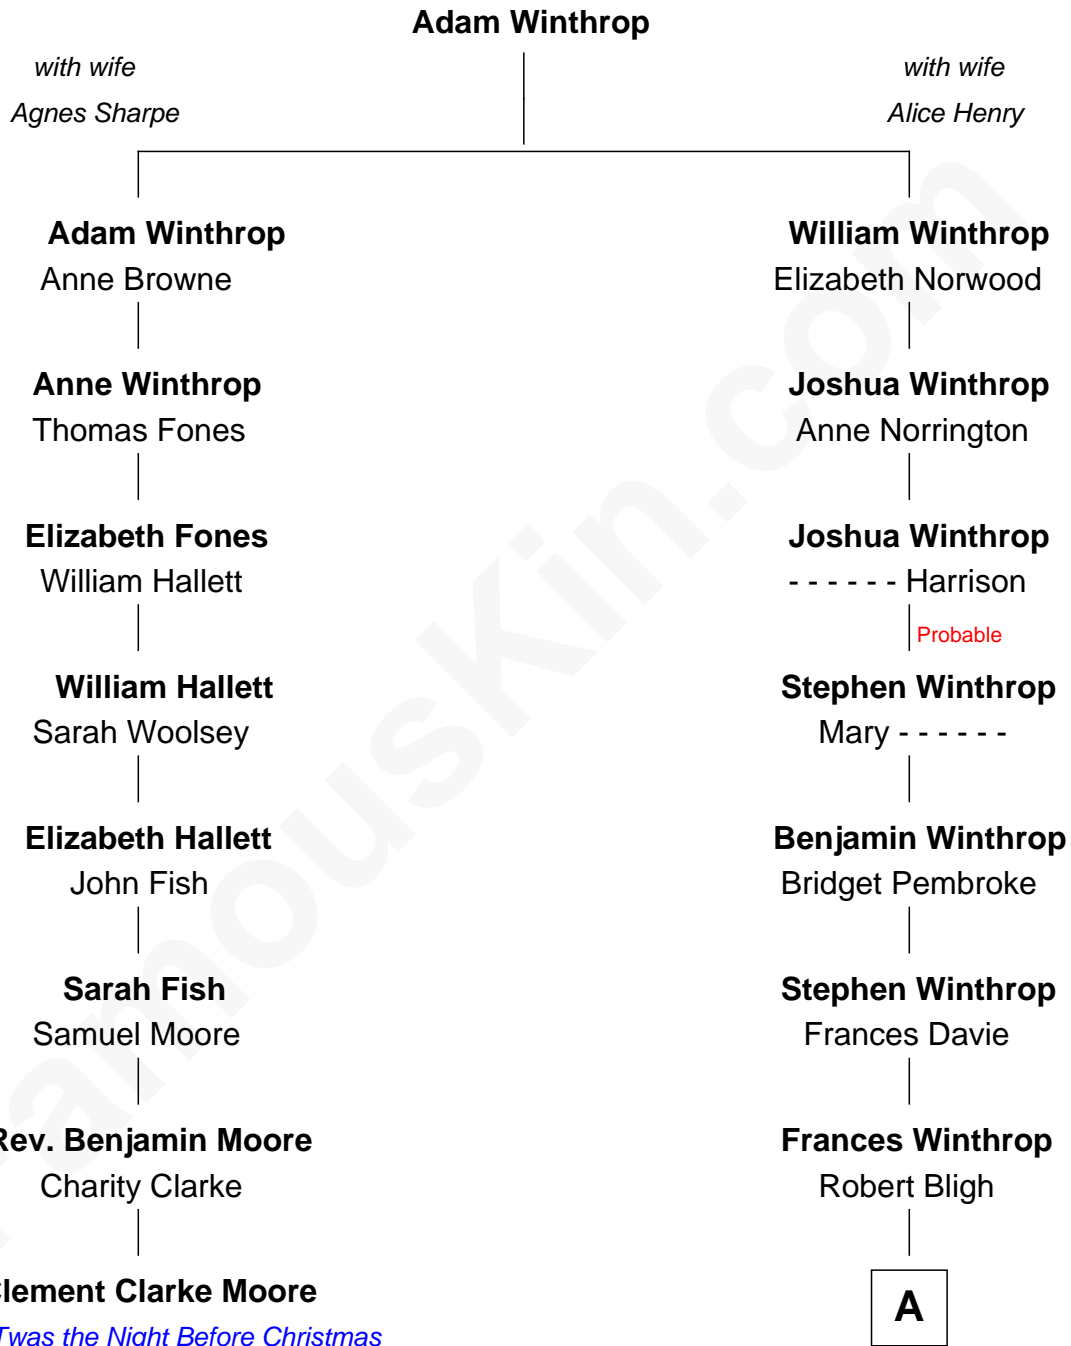 Adam Winthrop
with wife
Agnes Sharpe
with wife
Alice Henry
Adam Winthrop
Anne Browne
William Winthrop
Elizabeth Norwood
Anne Winthrop
Thomas Fones
Joshua Winthrop
Anne Norrington
Elizabeth Fones
William Hallett
Joshua Winthrop
- - - - - - Harrison
Probable
William Hallett
Sarah Woolsey
Stephen Winthrop
Mary - - - - - -
Elizabeth Hallett
John Fish
Benjamin Winthrop
Bridget Pembroke
Sarah Fish
Samuel Moore
Stephen Winthrop
Frances Davie
Rev. Benjamin Moore
Charity Clarke
Frances Winthrop
Robert Bligh
Clement Clarke Moore
Twas the Night Before Christmas
A
FamousKin.com